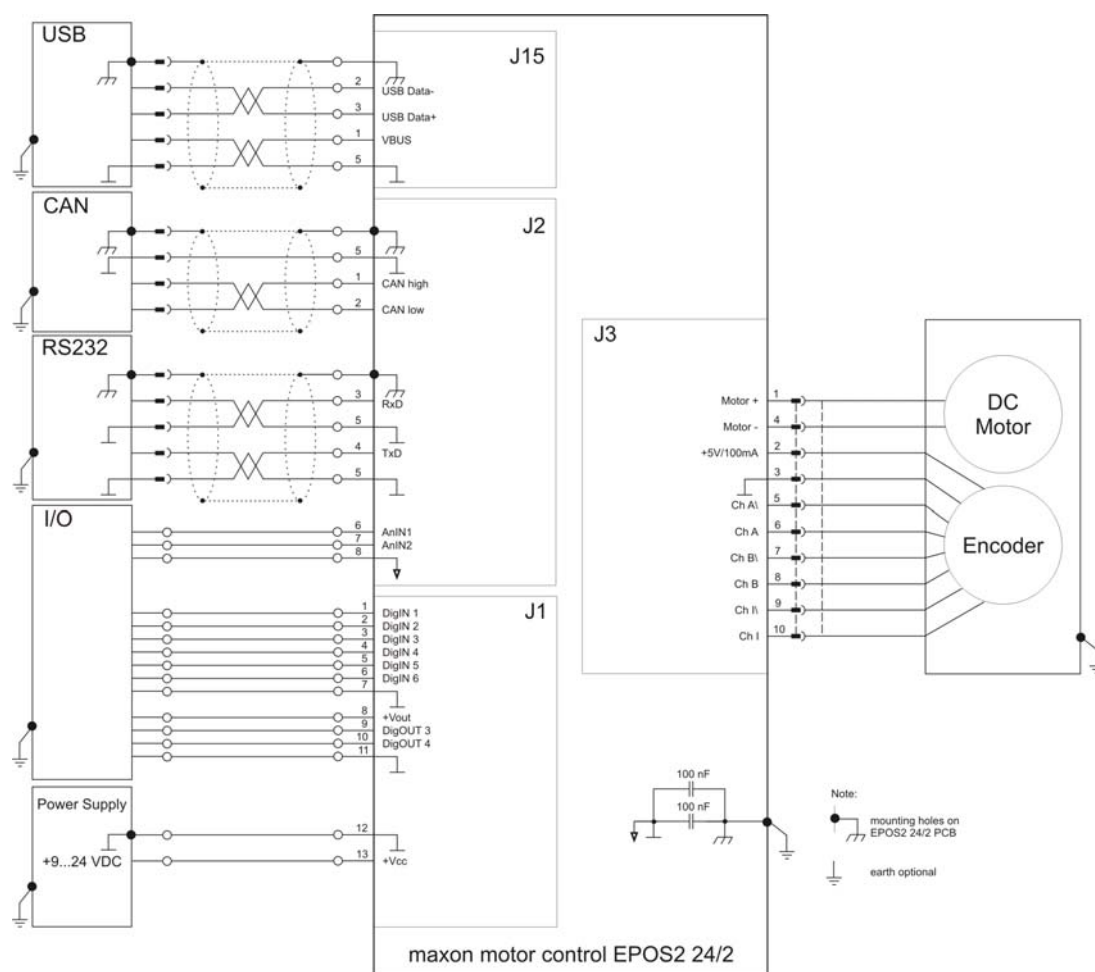 USB
J15
2
USB Data-
3
USB Data+
1
VBUS
5
CAN
J2
5
1
CAN high
2
CAN low
RS232
3
RxD
5
4
TxD
5
I/O
6
AnIN1
7
AnIN2
8
J1
1
DigIN 1
2
DigIN 2
3
DigIN 3
4
DigIN 4
5
DigIN 5
6
DigIN 6
7
8
+Vout
9
DigOUT 3
10
DigOUT 4
11
Power Supply
+9...24 VDC
12
13
+Vcc
J3
Motor +
1
Motor -
4
+5V/100mA
2
3
Ch A\
5
Ch A
6
Ch B\
7
Ch B
8
Ch I\
9
Ch I
10
DC
Motor
Encoder
100 nF
100 nF
Note:
mounting holes on
EPOS2 24/2 PCB
earth optional
maxon motor control EPOS2 24/2